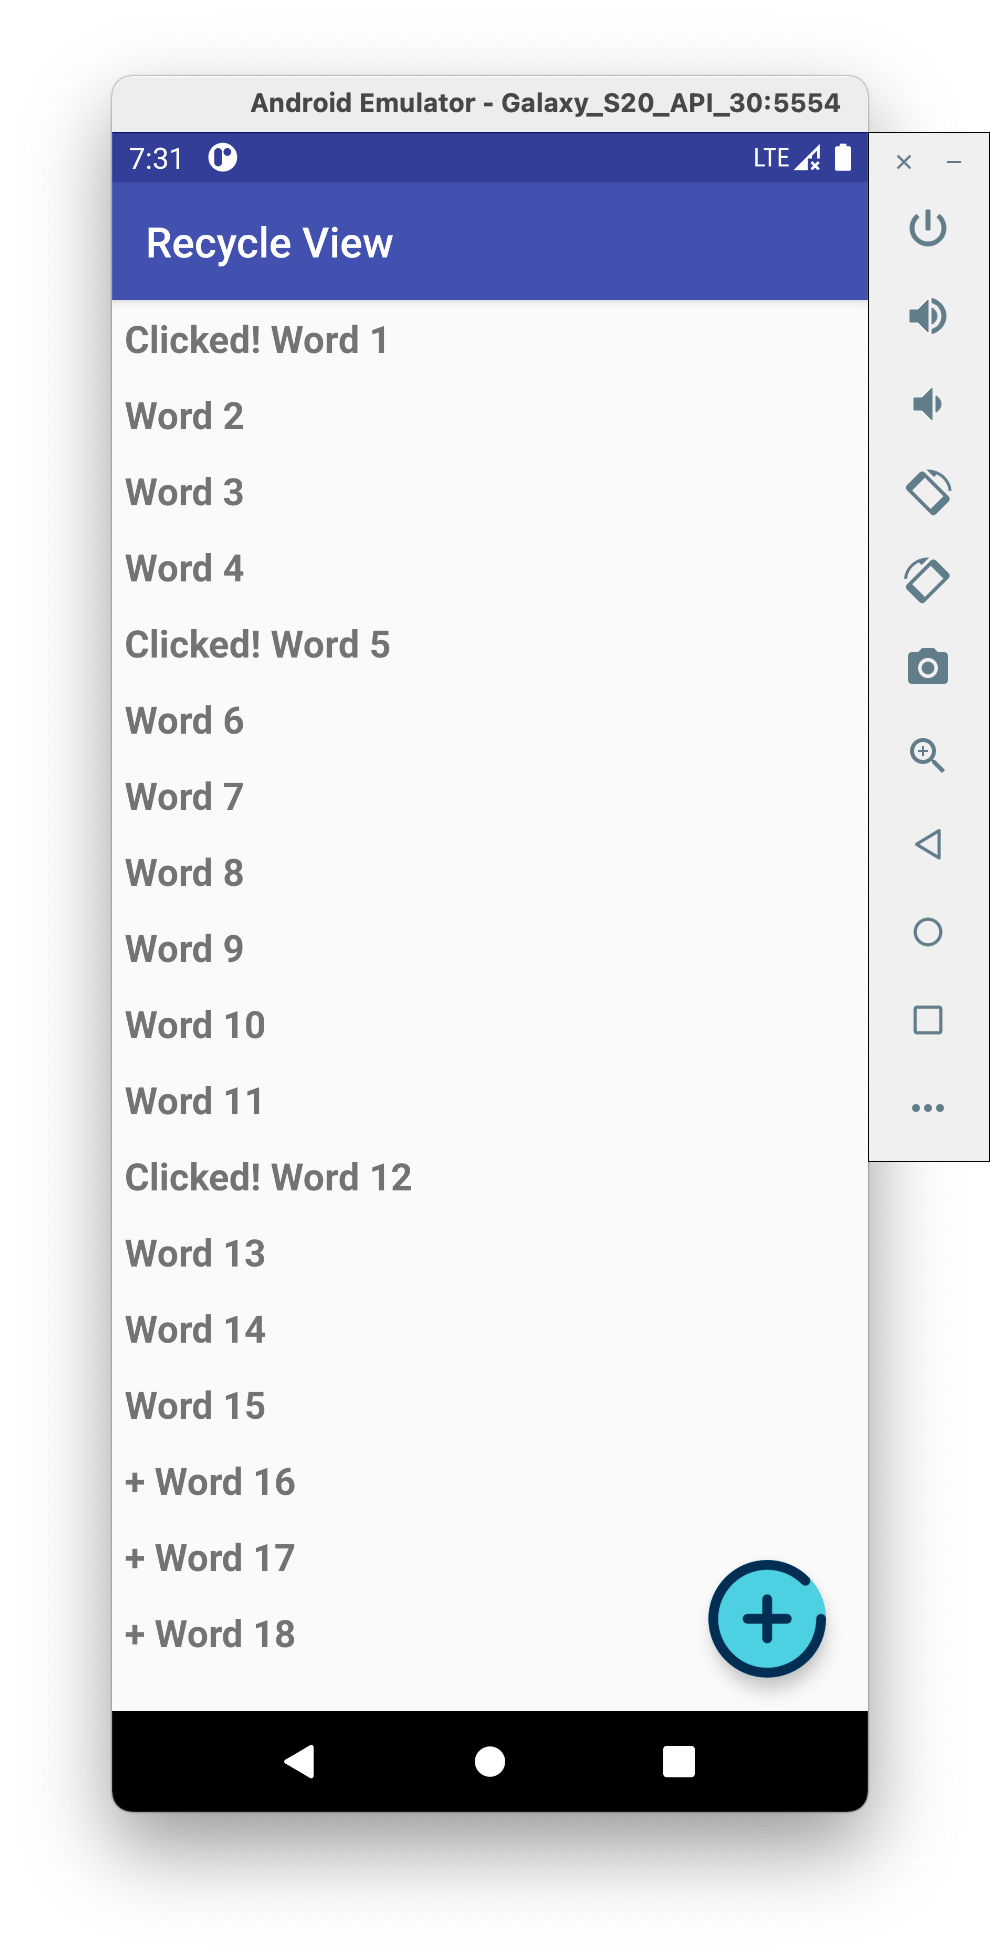 Android Emulator - Galaxy_S20_API_30:5554
7:31 LTE
Recycle View
Clicked! Word 1
Word 2
Word 3
Word 4
Clicked! Word 5
Word 6
Word 7
Word 8
Word 9
Word 10
Word 11
Clicked! Word 12
Word 13
Word 14
Word 15
+ Word 16
+ Word 17
+ Word 18